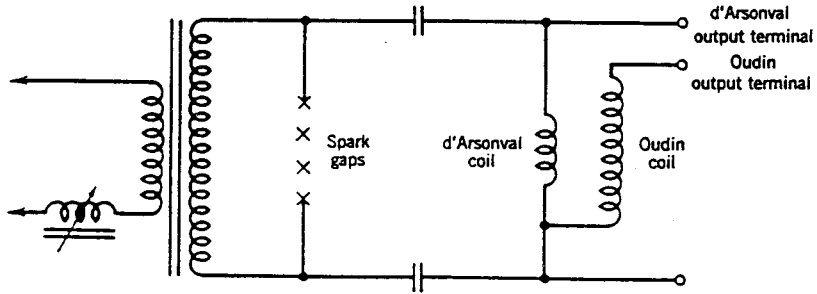 d'Arsonval
output terminal
Oudin
output terminal
Spark
gaps
d'Arsonval
coil
Oudin
coil